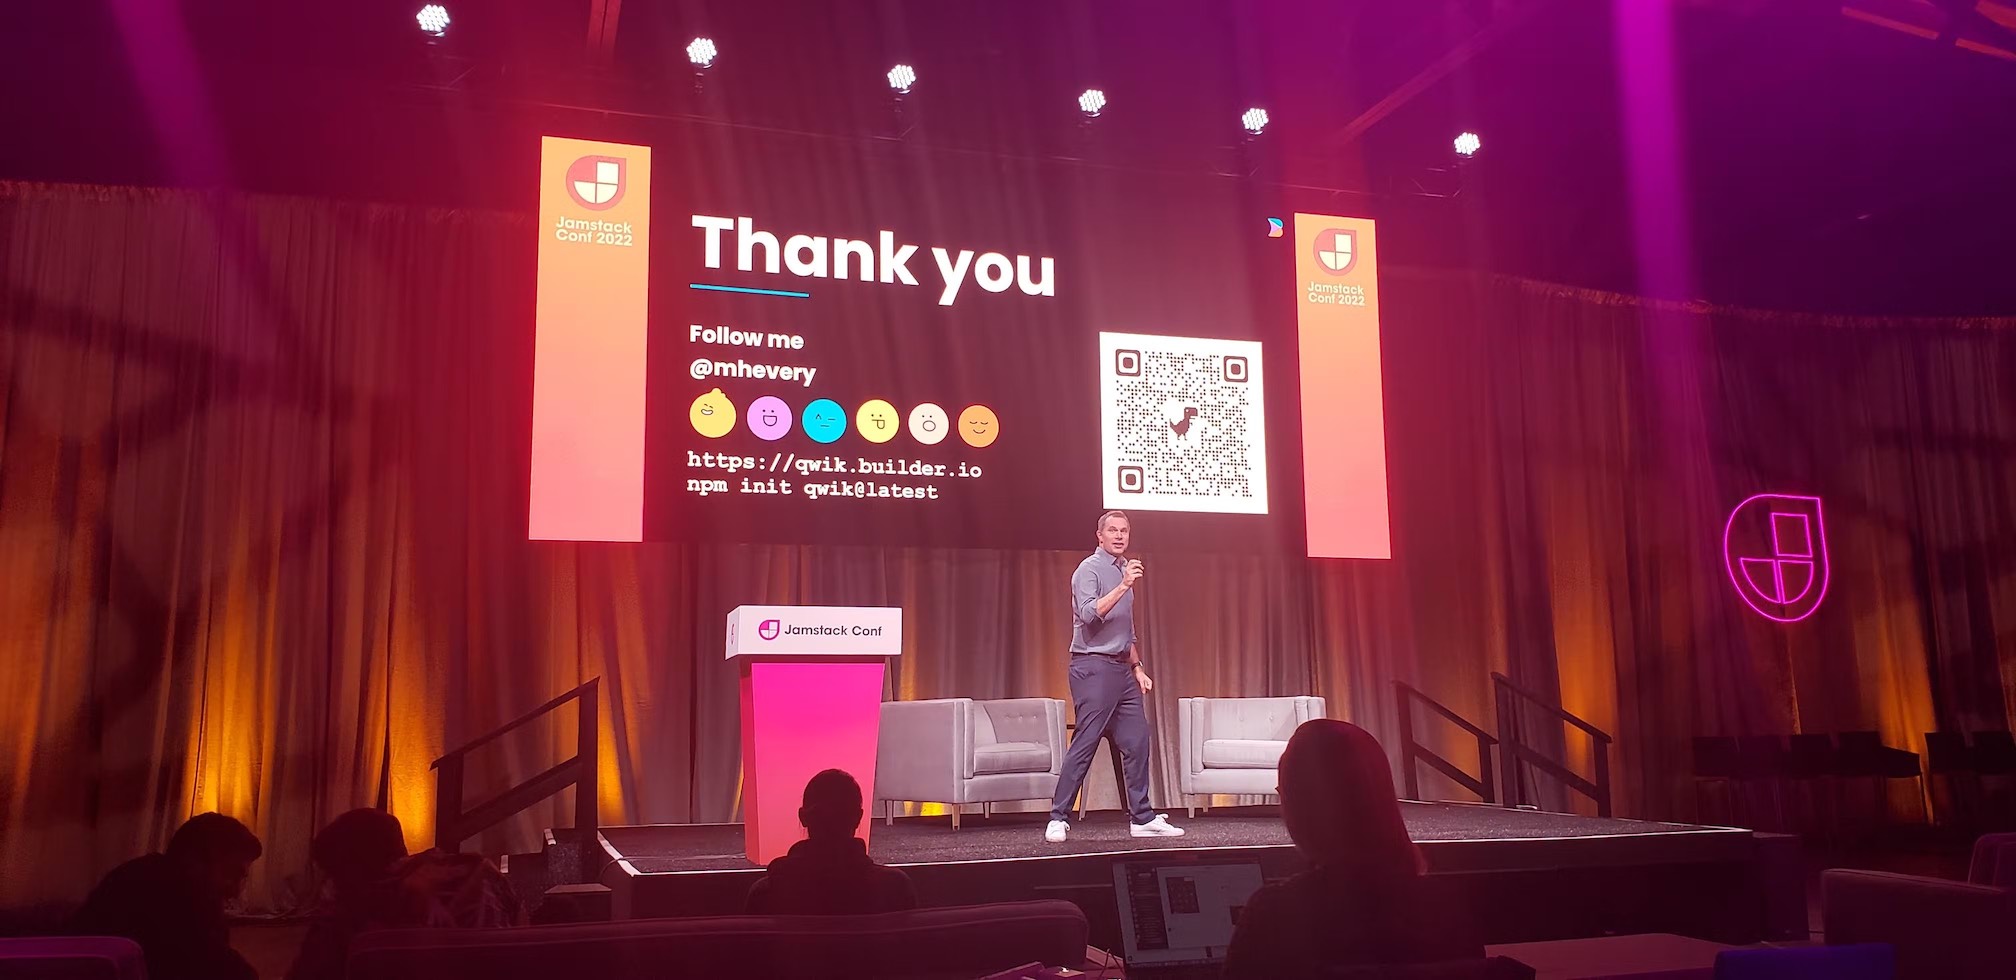 Jamstack
Conf 2022
Thank you
Follow me
@mhevery
https://qwik.builder.io
npm init qwik@latest
Jamstack
Conf 2022
Jamstack Conf